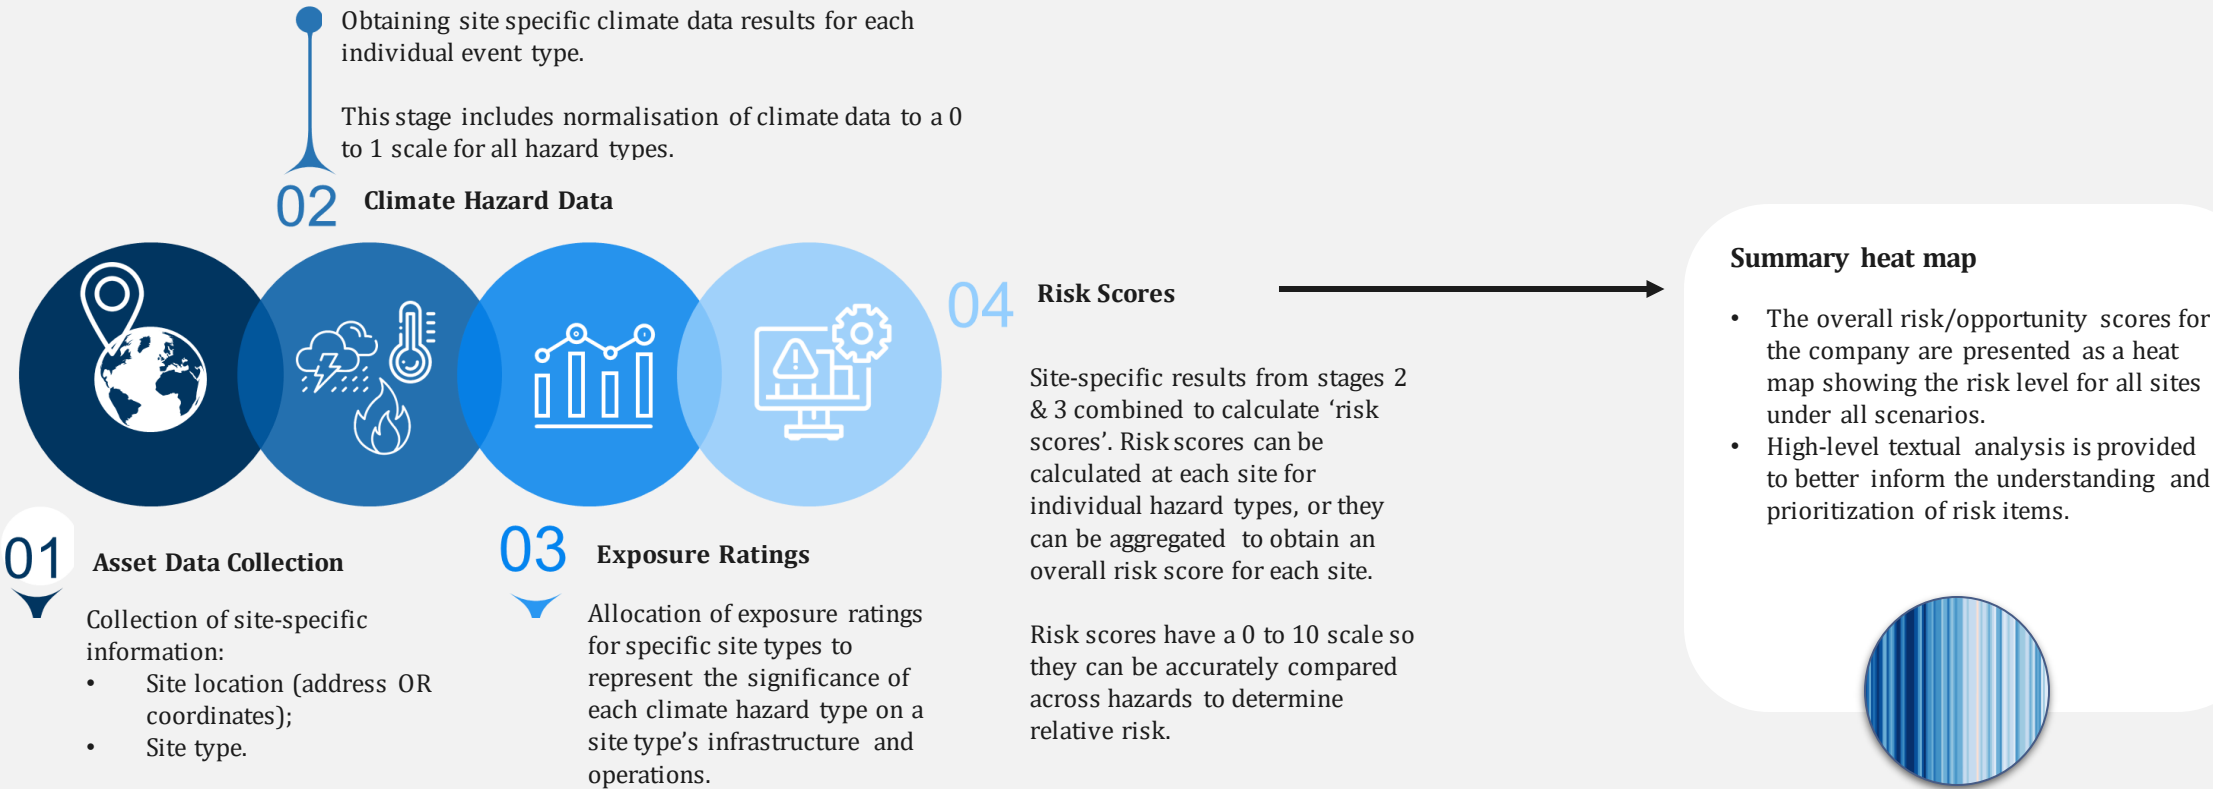 Obtaining site specific climate data results for each
individual event type.
This stage includes normalisation of climate data to a 0
to 1 scale for all hazard types.
02
Climate Hazard Data
01
Asset Data Collection
Collection of site-specific
information:
• Site location (address OR
coordinates);
• Site type.
03
Exposure Ratings
Allocation of exposure ratings
for specific site types to
represent the significance of
each climate hazard type on a
site type’s infrastructure and
operations.
04
Risk Scores
Site-specific results from stages 2
& 3 combined to calculate ‘risk
scores’. Risk scores can be
calculated at each site for
individual hazard types, or they
can be aggregated to obtain an
overall risk score for each site.
Risk scores have a 0 to 10 scale so
they can be accurately compared
across hazards to determine
relative risk.
Summary heat map
• The overall risk/opportunity scores for
the company are presented as a heat
map showing the risk level for all sites
under all scenarios.
• High-level textual analysis is provided
to better inform the understanding and
prioritization of risk items.